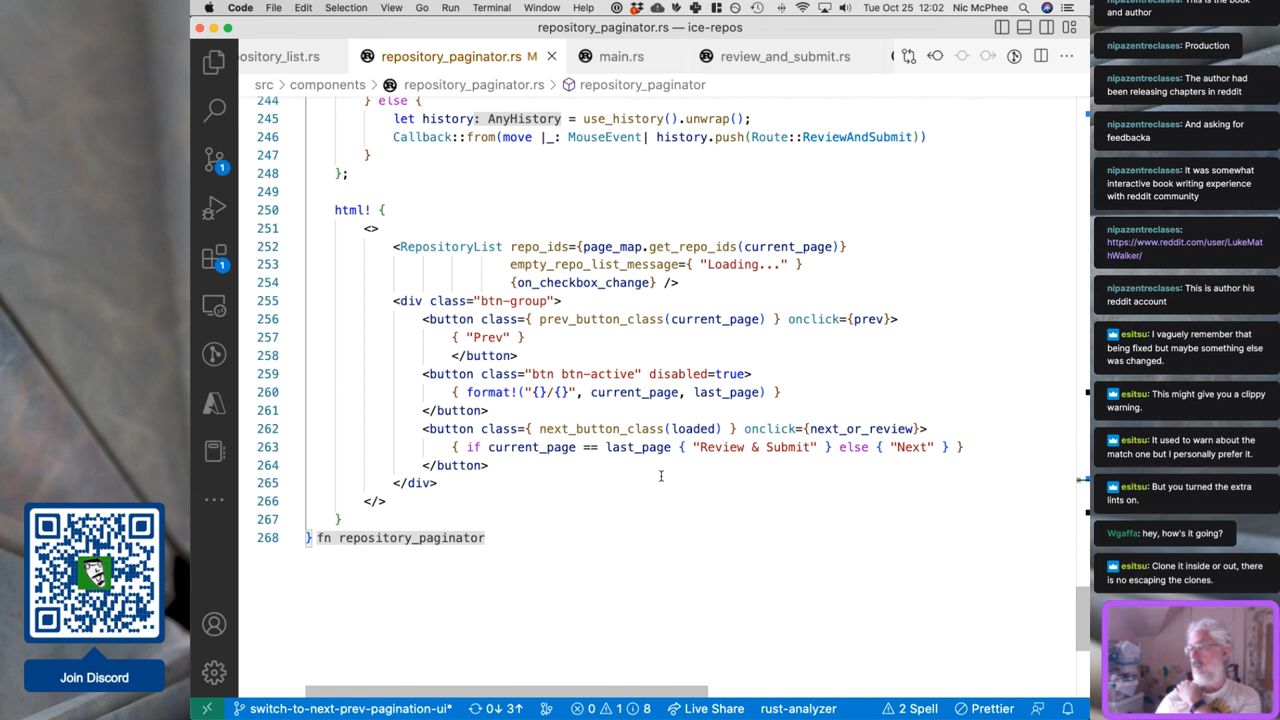 Code File Edit Selection View Go Run Terminal Window Help Tue Oct 25 12:02 Nic McPhee
repository_paginator.rs — ice-repos
ository_list.rs repository_paginator.rs M main.rs review_and_submit.rs
src components repository_paginator.rs repository_paginator
244 } else {
245 let history: AnyHistory = use_history().unwrap();
246 Callback::from(move |_: MouseEvent| history.push(Route::ReviewAndSubmit))
247 }
248 };
249
250 html! {
251 <>
252 <RepositoryList repo_ids={page_map.get_repo_ids(current_page)}
253 empty_repo_list_message={ "Loading..." }
254 {on_checkbox_change} />
255 <div class="btn-group">
256 <button class={ prev_button_class(current_page) } onclick={prev}>
257 { "Prev" }
258 </button>
259 <button class="btn btn-active" disabled=true>
260 { format!("{}/{}", current_page, last_page) }
261 </button>
262 <button class={ next_button_class(loaded) } onclick={next_or_review}>
263 { if current_page == last_page { "Review & Submit" } else { "Next" } }
264 </button>
265 </div>
266 </>
267 }
268 } fn repository_paginator
1
1
switch-to-next-prev-pagination-ui* 0↓ 3↑ 0 1 8 Live Share rust-analyzer 2 Spell Prettier
Join Discord
and author
nipazentreclases: Production
nipazentreclases: The author had
been releasing chapters in reddit
nipazentreclases: And asking for
feedbacka
nipazentreclases: It was somewhat
interactive book writing experience
with reddit community
nipazentreclases:
https://www.reddit.com/user/LukeMat
hWalker/
nipazentreclases: This is author his
reddit account
esitsu: I vaguely remember that
being fixed but maybe something else
was changed.
esitsu: This might give you a clippy
warning.
esitsu: It used to warn about the
match one but I personally prefer it.
esitsu: But you turned the extra
lints on.
Wgaffa: hey, how's it going?
esitsu: Clone it inside or out, there
is no escaping the clones.